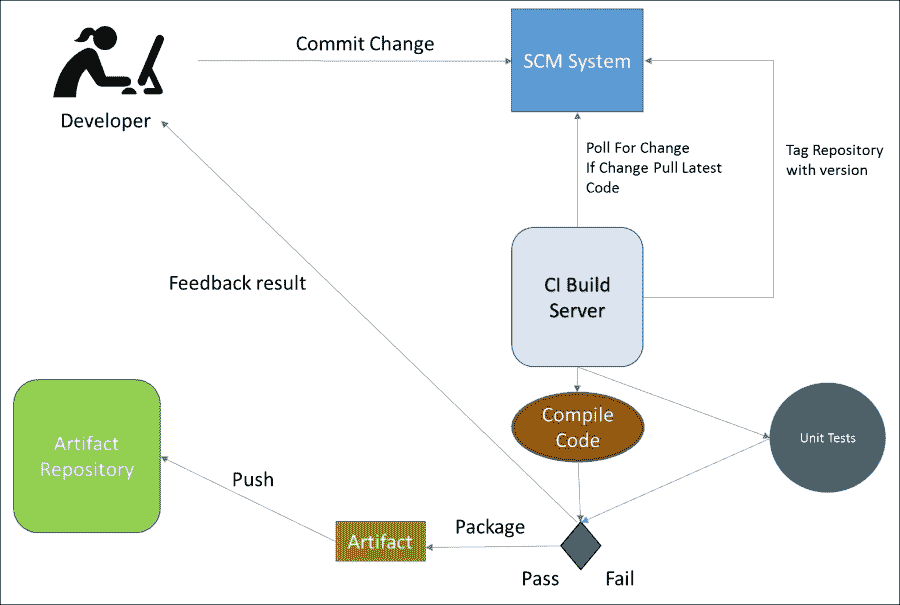 Commit Change
SCM System
Developer
Poll For Change
If Change Pull Latest
Code
Tag Repository
with version
Feedback result
CI Build
Server
Compile
Code
Unit Tests
Artifact
Repository
Push
Artifact
Package
Pass
Fail